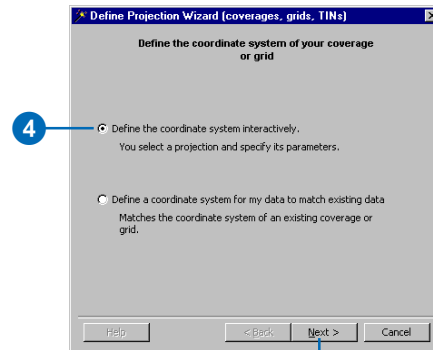 Define Projection Wizard (coverages, grids, TINs)
Define the coordinate system of your coverage
or grid
4
Define the coordinate system interactively.
You select a projection and specify its parameters.
Define a coordinate system for my data to match existing data
Matches the coordinate system of an existing coverage or
grid.
Help
< Back
Next >
Cancel